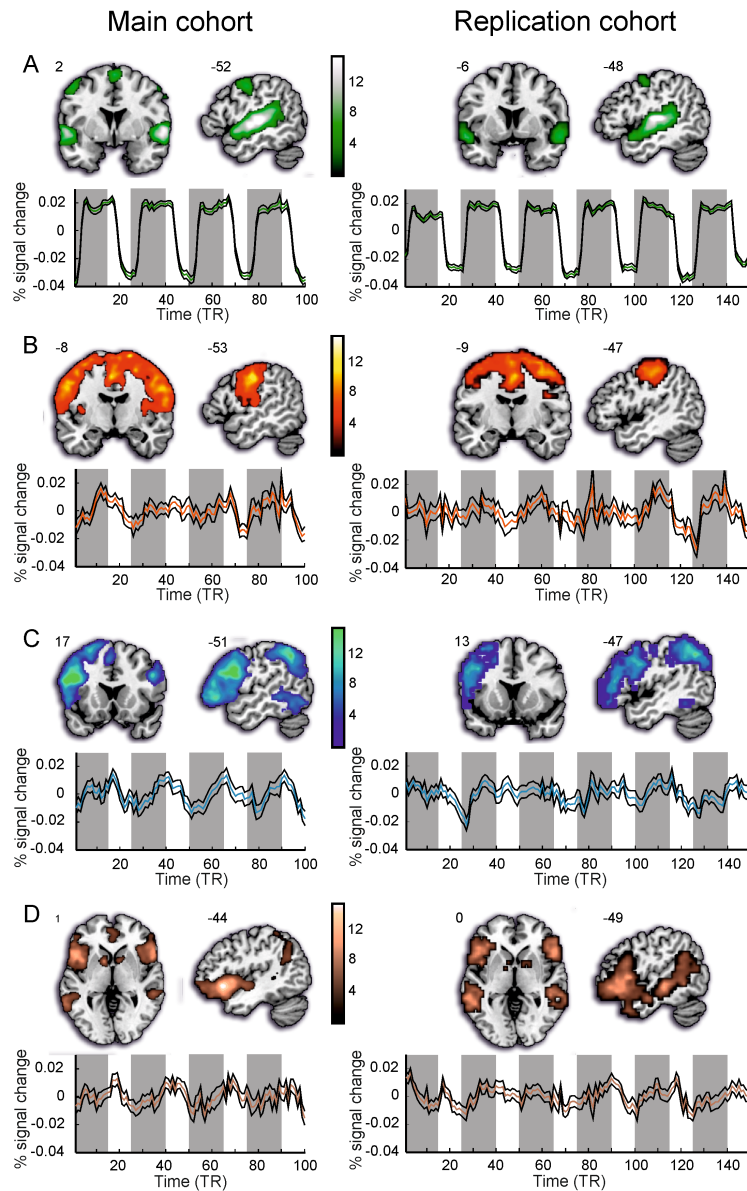 Main cohort Replication cohort
A 2 -52 12 8 4 -6 -48 12 8 4
% signal change 0.02 0 -0.02 -0.04 20 40 60 80 100
Time (TR)
% signal change 0.02 0 -0.02 -0.04 20 40 60 80 100 120 140
Time (TR)
B -8 -53 12 8 4 -9 -47
% signal change 0.02 0 -0.02 -0.04 20 40 60 80 100
Time (TR)
% signal change 0.02 0 -0.02 -0.04 20 40 60 80 100 120 140
Time (TR)
C 17 -51 12 8 4 13 -47
% signal change 0.02 0 -0.02 -0.04 20 40 60 80 100
Time (TR)
% signal change 0.02 0 -0.02 -0.04 20 40 60 80 100 120 140
Time (TR)
D 1 -44 12 8 4 0 -49
% signal change 0.02 0 -0.02 -0.04 20 40 60 80 100
Time (TR)
% signal change 0.02 0 -0.02 -0.04 20 40 60 80 100 120 140
Time (TR)